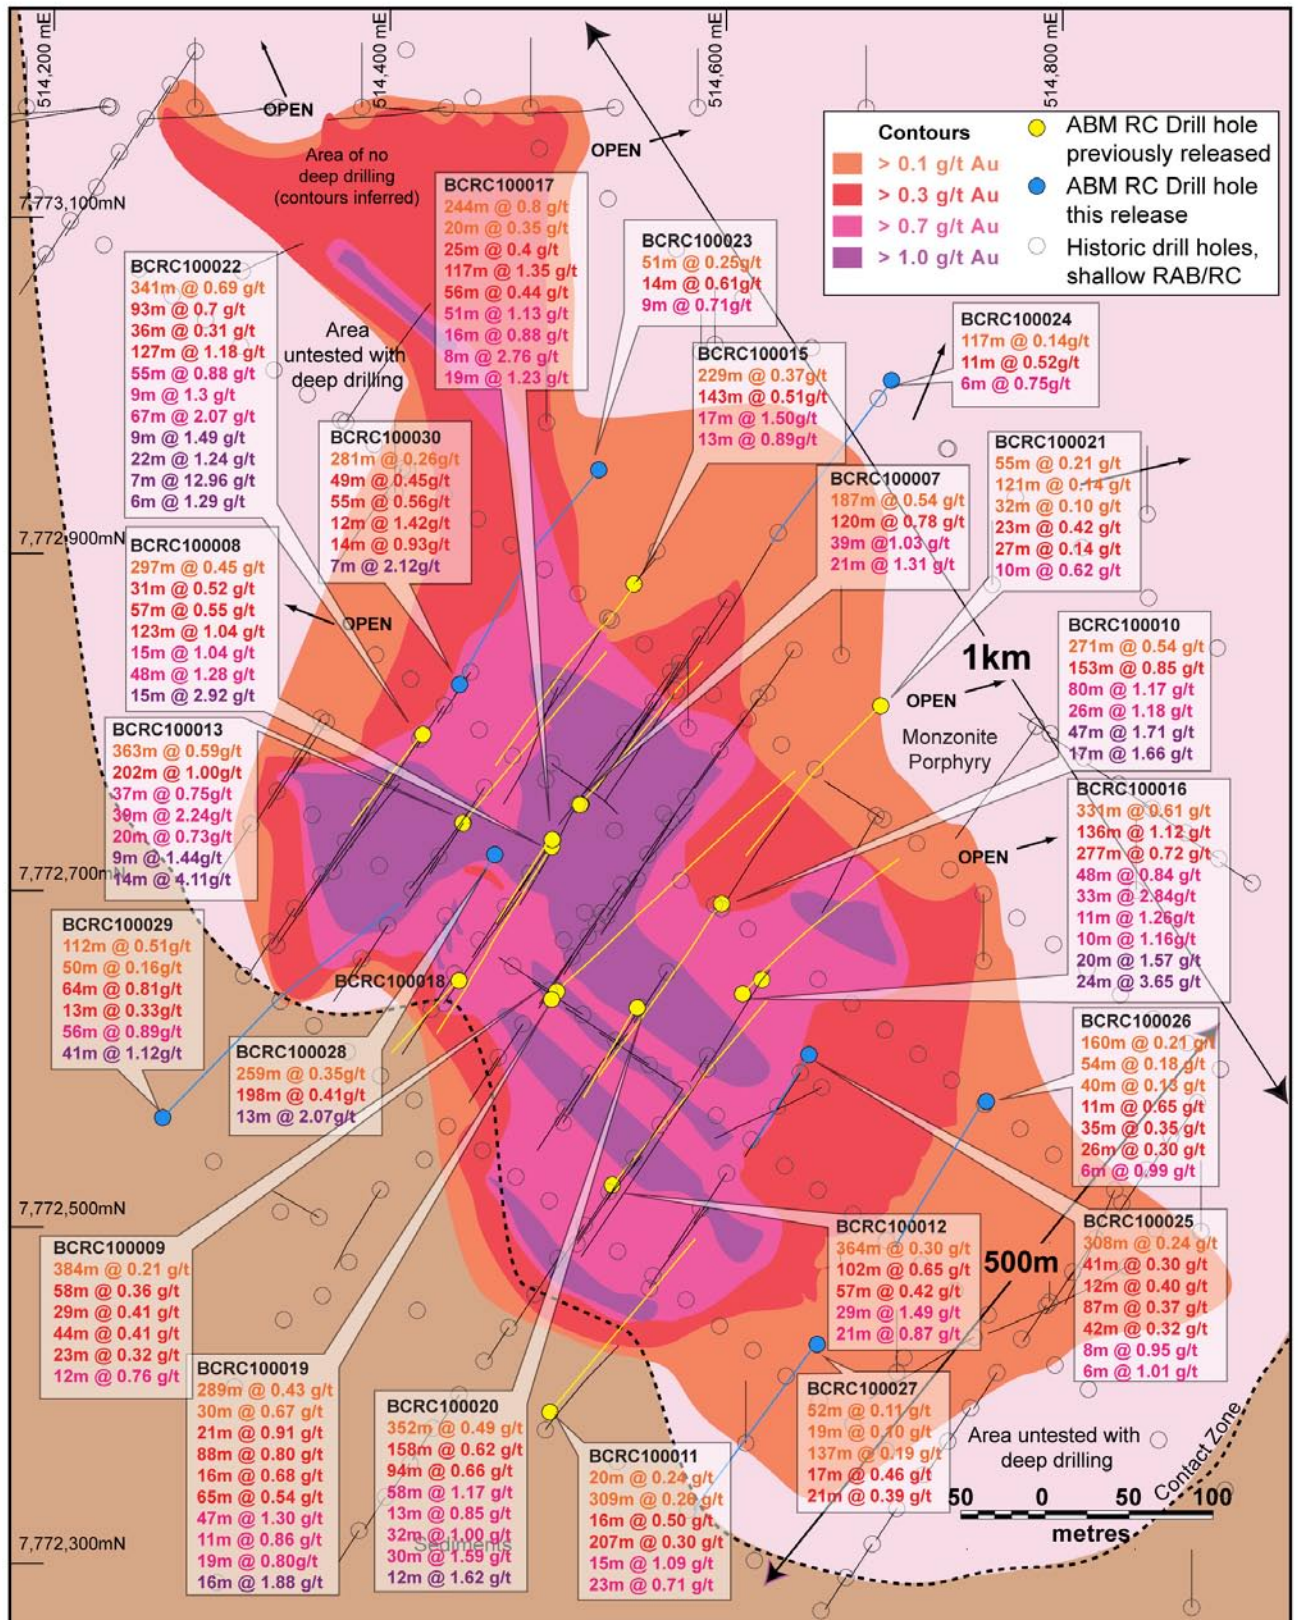 514,200 mE
514,400 mE
514,600 mE
514,800 mE
Contours
> 0.1 g/t Au
> 0.3 g/t Au
> 0.7 g/t Au
> 1.0 g/t Au
ABM RC Drill hole
previously released
ABM RC Drill hole
this release
Historic drill holes,
shallow RAB/RC
OPEN
OPEN
Area of no
deep drilling
(contours inferred)
7,773,100mN
BCRC100017
244m @ 0.8 g/t
20m @ 0.35 g/t
25m @ 0.4 g/t
117m @ 1.35 g/t
56m @ 0.44 g/t
51m @ 1.13 g/t
16m @ 0.88 g/t
8m @ 2.76 g/t
19m @ 1.23 g/t
BCRC100023
51m @ 0.25g/t
14m @ 0.61g/t
9m @ 0.71g/t
BCRC100022
341m @ 0.69 g/t
93m @ 0.7 g/t
36m @ 0.31 g/t
127m @ 1.18 g/t
55m @ 0.88 g/t
9m @ 1.3 g/t
67m @ 2.07 g/t
9m @ 1.49 g/t
22m @ 1.24 g/t
7m @ 12.96 g/t
6m @ 1.29 g/t
Area
untested with
deep drilling
BCRC100024
117m @ 0.14g/t
11m @ 0.52g/t
6m @ 0.75g/t
BCRC100015
229m @ 0.37g/t
143m @ 0.51g/t
17m @ 1.50g/t
13m @ 0.89g/t
BCRC100030
281m @ 0.26g/t
49m @ 0.45g/t
55m @ 0.56g/t
12m @ 1.42g/t
14m @ 0.93g/t
7m @ 2.12g/t
BCRC100021
55m @ 0.21 g/t
121m @ 0.14 g/t
32m @ 0.10 g/t
23m @ 0.42 g/t
27m @ 0.14 g/t
10m @ 0.62 g/t
BCRC100007
187m @ 0.54 g/t
120m @ 0.78 g/t
39m @1.03 g/t
21m @ 1.31 g/t
7,772,900mN
BCRC100008
297m @ 0.45 g/t
31m @ 0.52 g/t
57m @ 0.55 g/t
123m @ 1.04 g/t
15m @ 1.04 g/t
48m @ 1.28 g/t
15m @ 2.92 g/t
OPEN
1km
OPEN
Monzonite
Porphyry
BCRC100010
271m @ 0.54 g/t
153m @ 0.85 g/t
80m @ 1.17 g/t
26m @ 1.18 g/t
47m @ 1.71 g/t
17m @ 1.66 g/t
BCRC100013
363m @ 0.59g/t
202m @ 1.00g/t
37m @ 0.75g/t
39m @ 2.24g/t
20m @ 0.73g/t
9m @ 1.44g/t
14m @ 4.11g/t
BCRC100016
331m @ 0.61 g/t
136m @ 1.12 g/t
277m @ 0.72 g/t
48m @ 0.84 g/t
33m @ 2.84g/t
11m @ 1.26g/t
10m @ 1.16g/t
20m @ 1.57 g/t
24m @ 3.65 g/t
OPEN
7,772,700mN
BCRC100029
112m @ 0.51g/t
50m @ 0.16g/t
64m @ 0.81g/t
13m @ 0.33g/t
56m @ 0.89g/t
41m @ 1.12g/t
BCRC100018
BCRC100028
259m @ 0.35g/t
198m @ 0.41g/t
13m @ 2.07g/t
BCRC100026
160m @ 0.21 g/t
54m @ 0.18 g/t
40m @ 0.13 g/t
11m @ 0.65 g/t
35m @ 0.35 g/t
26m @ 0.30 g/t
6m @ 0.99 g/t
7,772,500mN
BCRC100009
384m @ 0.21 g/t
58m @ 0.36 g/t
29m @ 0.41 g/t
44m @ 0.41 g/t
23m @ 0.32 g/t
12m @ 0.76 g/t
BCRC100012
364m @ 0.30 g/t
102m @ 0.65 g/t
57m @ 0.42 g/t
29m @ 1.49 g/t
21m @ 0.87 g/t
500m
BCRC100025
308m @ 0.24 g/t
41m @ 0.30 g/t
12m @ 0.40 g/t
87m @ 0.37 g/t
42m @ 0.32 g/t
8m @ 0.95 g/t
6m @ 1.01 g/t
BCRC100019
289m @ 0.43 g/t
30m @ 0.67 g/t
21m @ 0.91 g/t
88m @ 0.80 g/t
16m @ 0.68 g/t
65m @ 0.54 g/t
47m @ 1.30 g/t
11m @ 0.86 g/t
19m @ 0.80g/t
16m @ 1.88 g/t
BCRC100020
352m @ 0.49 g/t
158m @ 0.62 g/t
94m @ 0.66 g/t
58m @ 1.17 g/t
13m @ 0.85 g/t
32m @ 1.00 g/t
30m @ 1.59 g/t
12m @ 1.62 g/t
Sediments
BCRC100011
20m @ 0.24 g/t
309m @ 0.26 g/t
16m @ 0.50 g/t
207m @ 0.30 g/t
15m @ 1.09 g/t
23m @ 0.71 g/t
BCRC100027
52m @ 0.11 g/t
19m @ 0.10 g/t
137m @ 0.19 g/t
17m @ 0.46 g/t
21m @ 0.39 g/t
Area untested with
deep drilling
Contact Zone
50 0 50 100
metres
7,772,300mN